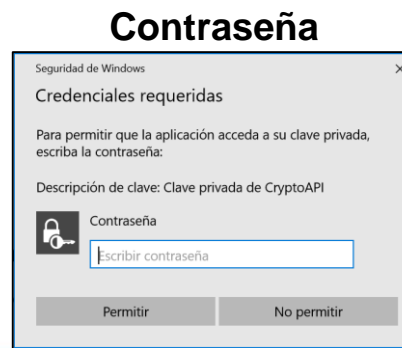 Contraseña
Seguridad de Windows
Credenciales requeridas
Para permitir que la aplicación acceda a su clave privada,
escriba la contraseña:
Descripción de clave: Clave privada de CryptoAPI
Contraseña
Escribir contraseña
Permitir
No permitir